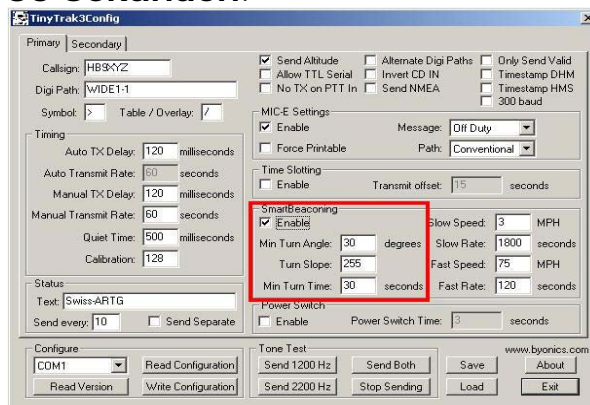 TinyTrak3Config
Primary
Secondary
Callsign: HB9XYZ
Digi Path: WIDE1-1
Symbol: > Table / Overlay: /
Timing
Auto TX Delay: 120 milliseconds
Auto Transmit Rate: 60 seconds
Manual TX Delay: 120 milliseconds
Manual Transmit Rate: 60 seconds
Quiet Time: 500 milliseconds
Calibration: 128
Status
Text: Swiss-ARTG
Send every: 10 Send Separate
Send Altitude Alternate Digi Paths Only Send Valid
Allow TTL Serial Invert CD IN Timestamp DHM
No TX on PTT In Send NMEA Timestamp HMS
300 baud
MIC-E Settings
Enable Message: Off Duty
Force Printable Path: Conventional
Time Slotting
Enable Transmit offset: 15 seconds
SmartBeaconing
Enable Slow Speed: 3 MPH
Min Turn Angle: 30 degrees Slow Rate: 1800 seconds
Turn Slope: 255 Fast Speed: 75 MPH
Min Turn Time: 30 seconds Fast Rate: 120 seconds
Power Switch
Enable Power Switch Time: 3 seconds
Configure
COM1 Read Configuration
Read Version Write Configuration
Tone Test
Send 1200 Hz Send Both
Send 2200 Hz Stop Sending
www.byonics.com
Save About
Load Exit